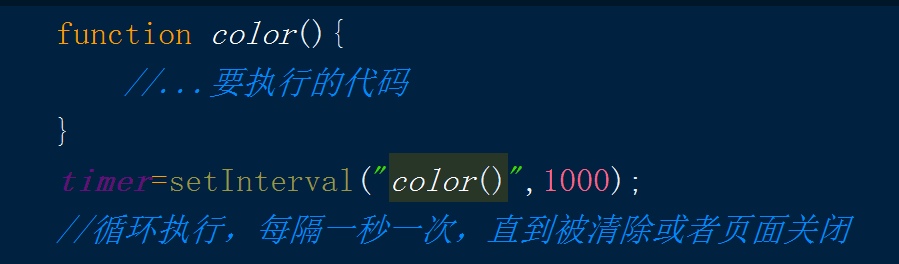 function color(){
//...要执行的代码
}
timer=setInterval("color()",1000);
//循环执行，每隔一秒一次，直到被清除或者页面关闭